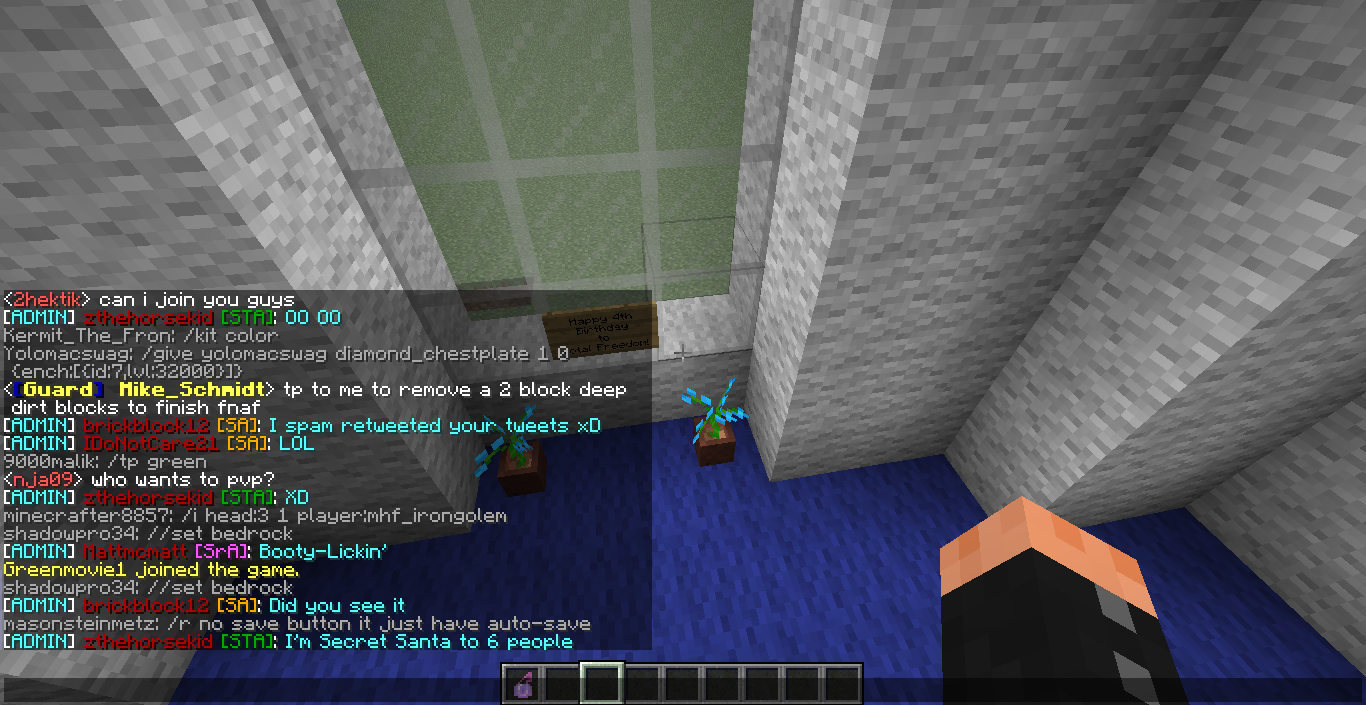 <2hektik> can i join you guys
[ADMIN] zthehorsekid [STA]: OO OO
Kermit_The_Fron: /kit color
Yolomacswag: /give yolomacswag diamond_chestplate 1 0
{ench:[{id:7,lvl:32000}]}
<[Guard] Mike_Schmidt> tp to me to remove a 2 block deep
dirt blocks to finish fnaf
[ADMIN] brickblock12 [SA]: I spam retweeted your tweets xD
[ADMIN] IDoNotCare21 [SA]: LOL
9000malik: /tp green
<nja09> who wants to pvp?
[ADMIN] zthehorsekid [STA]: XD
minecrafter8857: /i head:3 1 player:mhf_irongolem
shadowpro34: //set bedrock
[ADMIN] Mattmcmatt [SrA]: Booty-Lickin'
Greenmovie1 joined the game.
shadowpro34: //set bedrock
[ADMIN] brickblock12 [SA]: Did you see it
masonsteinmetz: /r no save button it just have auto-save
[ADMIN] zthehorsekid [STA]: I'm Secret Santa to 6 people
Happy 4th
Birthday
to
Freedom!